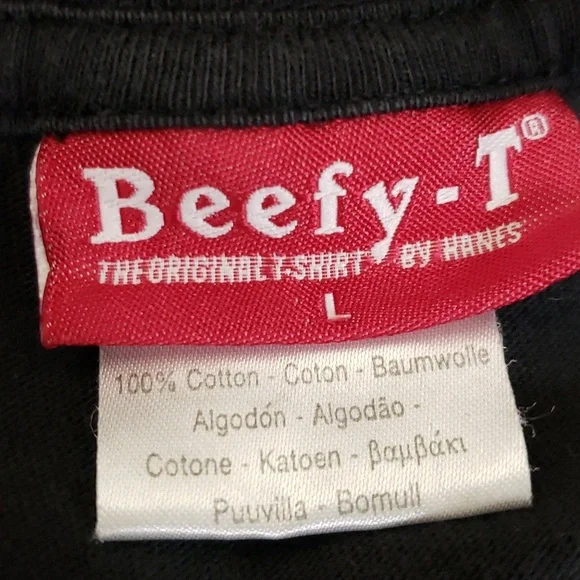 Beefy-T®
THE ORIGINAL T-SHIRT BY HANES
L
100% Cotton - Coton - Baumwolle
Algodón - Algodão -
Cotone - Katoen - βαμβάκι
Puuvilla - Bomull